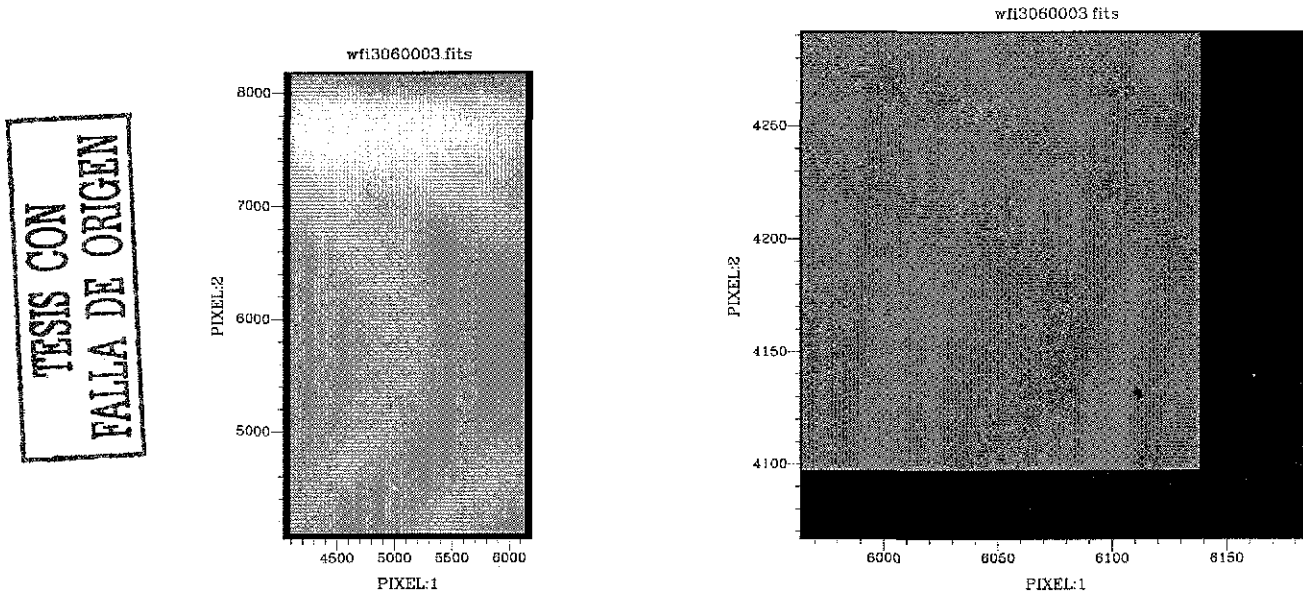 TESIS CON
FALLA DE ORIGEN
wfi3060003.fits
PIXEL:2
8000
7000
6000
5000
4500
5000
5500
6000
PIXEL:1
wfi3060003.fits
PIXEL:2
4250
4200
4150
4100
6000
6050
6100
6150
PIXEL:1